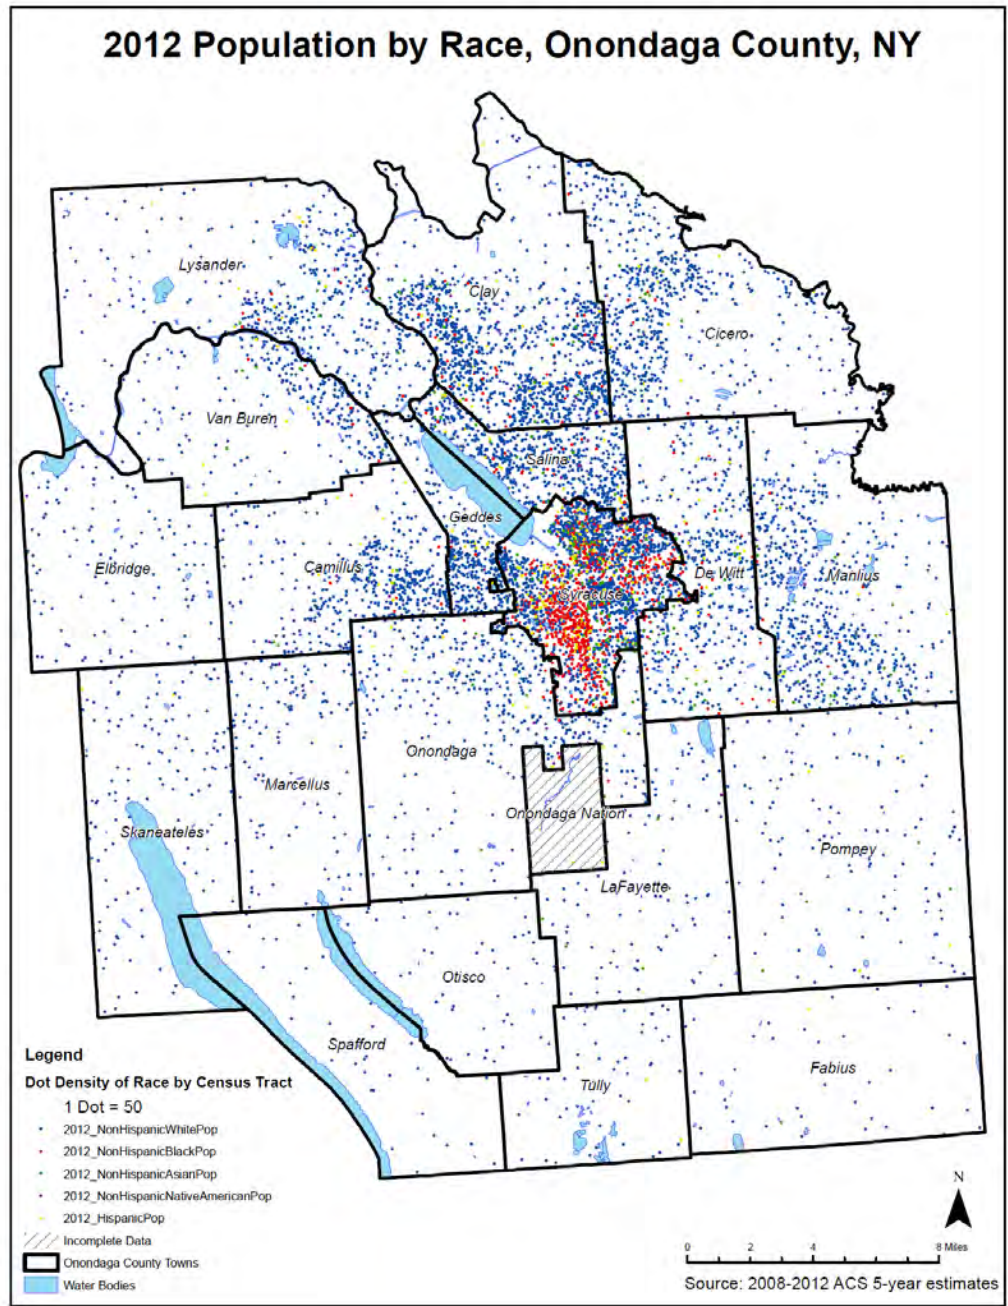 2012 Population by Race, Onondaga County, NY
Lysander
Clay
Cicero
Van Buren
Salina
Geddes
Elbridge
Camillus
Syracuse
De Witt
Manlius
Onondaga
Marcellus
Skaneateles
Onondaga Nation
Pompey
LaFayette
Otisco
Spafford
Tully
Fabius
Legend
Dot Density of Race by Census Tract
1 Dot = 50
2012_NonHispanicWhitePop
2012_NonHispanicBlackPop
2012_NonHispanicAsianPop
2012_NonHispanicNativeAmericanPop
2012_HispanicPop
Incomplete Data
Onondaga County Towns
Water Bodies
N
0 2 4 8 Miles
Source: 2008-2012 ACS 5-year estimates